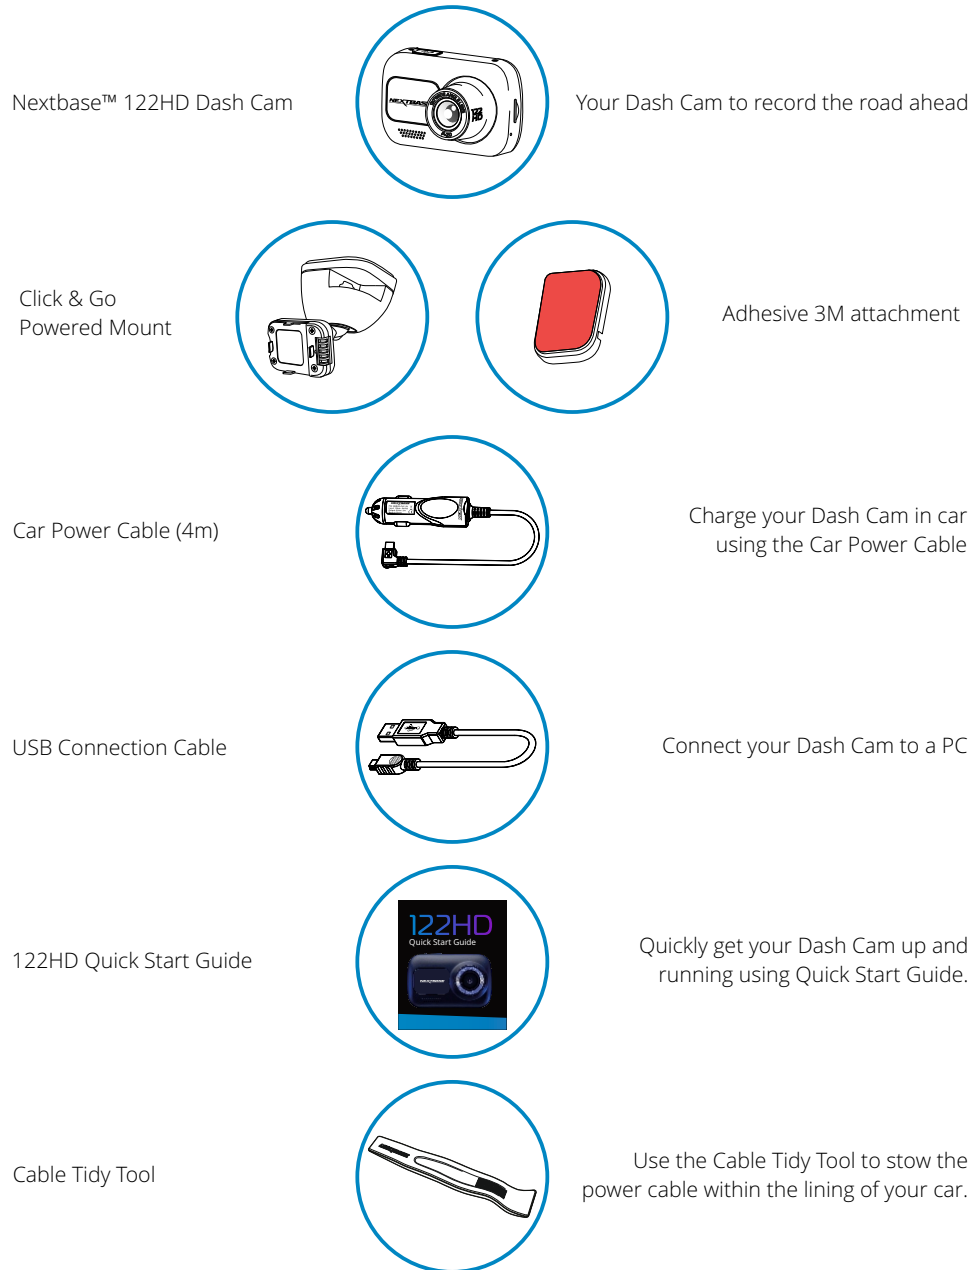 Nextbase™ 122HD Dash Cam
NEXTBASE
122
HD
Your Dash Cam to record the road ahead
Click & Go
Powered Mount
Adhesive 3M attachment
Car Power Cable (4m)
Charge your Dash Cam in car
using the Car Power Cable
USB Connection Cable
Connect your Dash Cam to a PC
122HD Quick Start Guide
122HD
Quick Start Guide
NEXTBASE
Quickly get your Dash Cam up and
running using Quick Start Guide.
Cable Tidy Tool
Use the Cable Tidy Tool to stow the
power cable within the lining of your car.